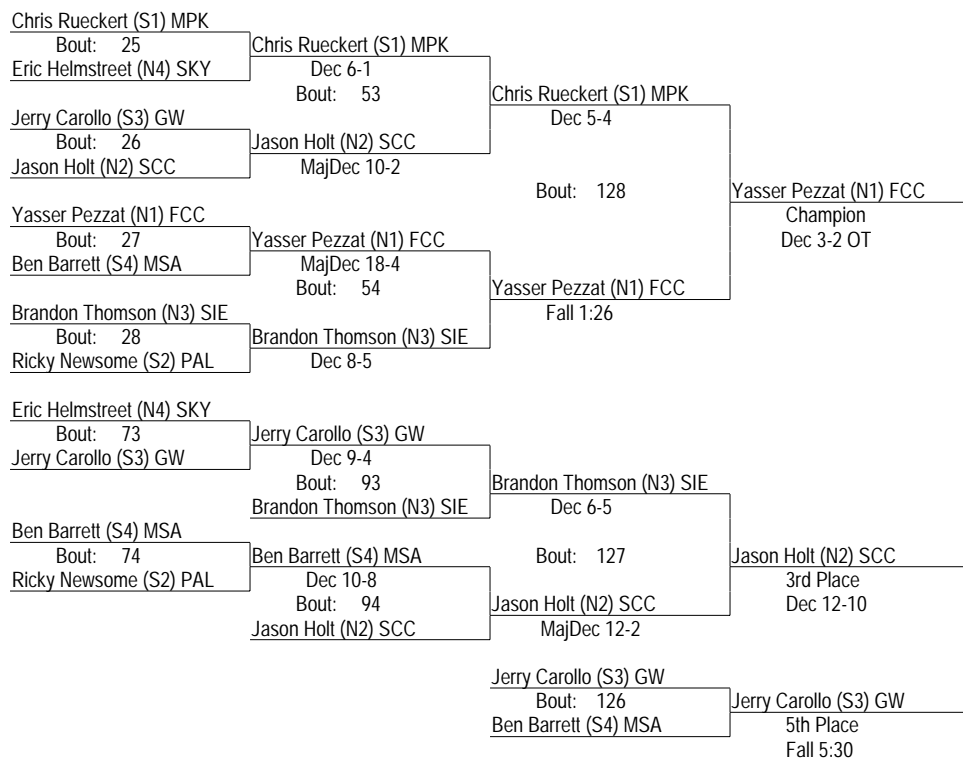 Chris Rueckert (S1) MPK
Bout: 25
Eric Helmstreet (N4) SKY
Chris Rueckert (S1) MPK
Dec 6-1
Bout: 53
Jerry Carollo (S3) GW
Bout: 26
Jason Holt (N2) SCC
Jason Holt (N2) SCC
MajDec 10-2
Chris Rueckert (S1) MPK
Dec 5-4
Bout: 128
Yasser Pezzat (N1) FCC
Bout: 27
Ben Barrett (S4) MSA
Yasser Pezzat (N1) FCC
MajDec 18-4
Bout: 54
Brandon Thomson (N3) SIE
Bout: 28
Ricky Newsome (S2) PAL
Brandon Thomson (N3) SIE
Dec 8-5
Yasser Pezzat (N1) FCC
Fall 1:26
Yasser Pezzat (N1) FCC
Champion
Dec 3-2 OT
Eric Helmstreet (N4) SKY
Bout: 73
Jerry Carollo (S3) GW
Jerry Carollo (S3) GW
Dec 9-4
Bout: 93
Brandon Thomson (N3) SIE
Brandon Thomson (N3) SIE
Dec 6-5
Bout: 127
Ben Barrett (S4) MSA
Bout: 74
Ricky Newsome (S2) PAL
Ben Barrett (S4) MSA
Dec 10-8
Bout: 94
Jason Holt (N2) SCC
Jason Holt (N2) SCC
MajDec 12-2
Jason Holt (N2) SCC
3rd Place
Dec 12-10
Jerry Carollo (S3) GW
Bout: 126
Ben Barrett (S4) MSA
Jerry Carollo (S3) GW
5th Place
Fall 5:30